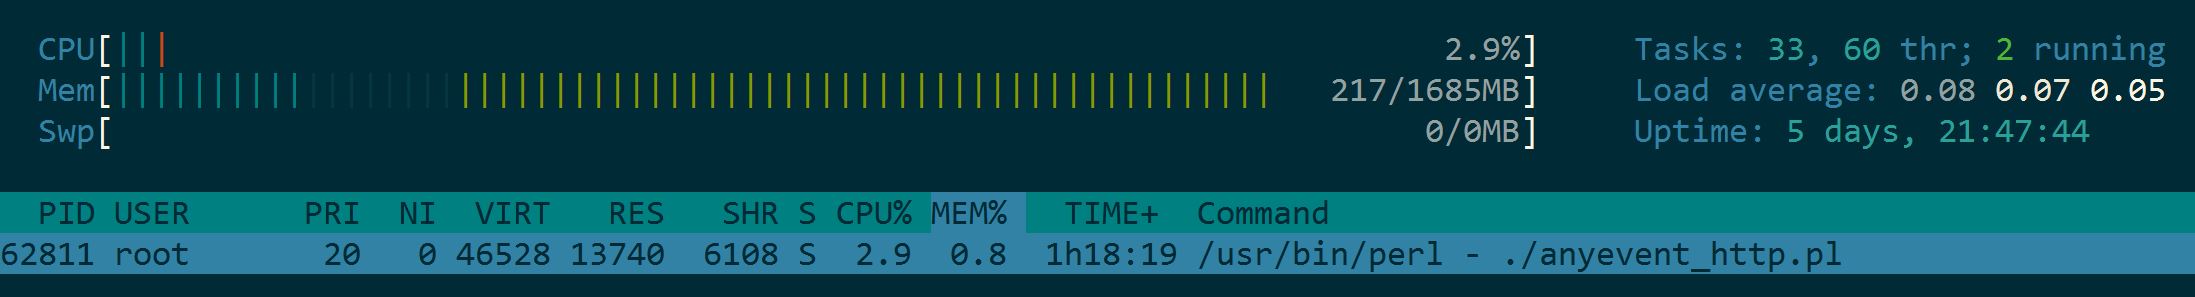 CPU[||| 2.9%] Tasks: 33, 60 thr; 2 running
Mem[||||||||||||||||||||||||||||||||||||||||||||||||||||||||||||| 217/1685MB] Load average: 0.08 0.07 0.05
Swp[ 0/0MB] Uptime: 5 days, 21:47:44
PID USER PRI NI VIRT RES SHR S CPU% MEM% TIME+ Command
62811 root 20 0 46528 13740 6108 S 2.9 0.8 1h18:19 /usr/bin/perl - ./anyevent_http.pl